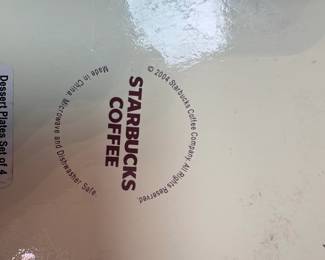 © 2004 Starbucks Coffee Company. All Rights Reserved.
STARBUCKS
COFFEE
Made in China. Microwave and Dishwasher Safe.
Dessert Plates Set of 4